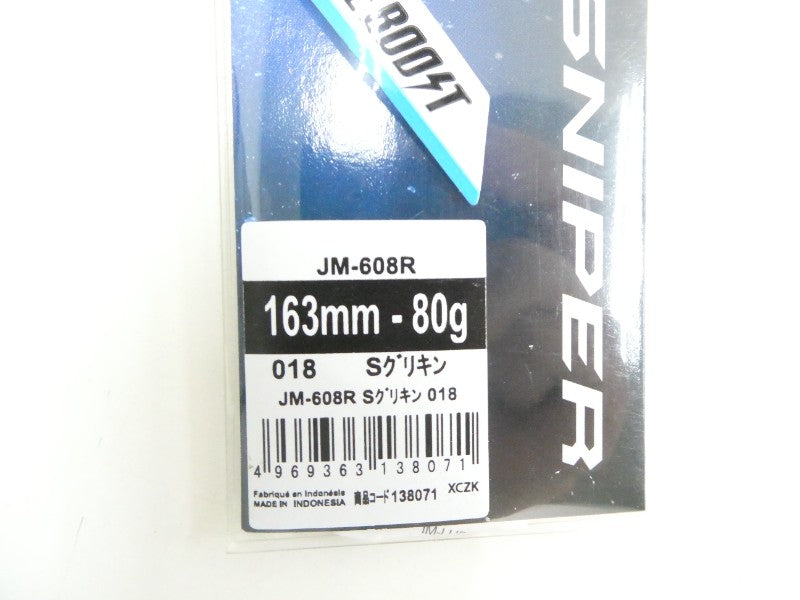 BOOST
SNIPER
JM-608R
163mm - 80g
018 Sグリキン
JM-608R Sグリキン 018
4 969363 138071
Fabriqué en Indonésie
MADE IN INDONESIA 商品コード138071 XCZK